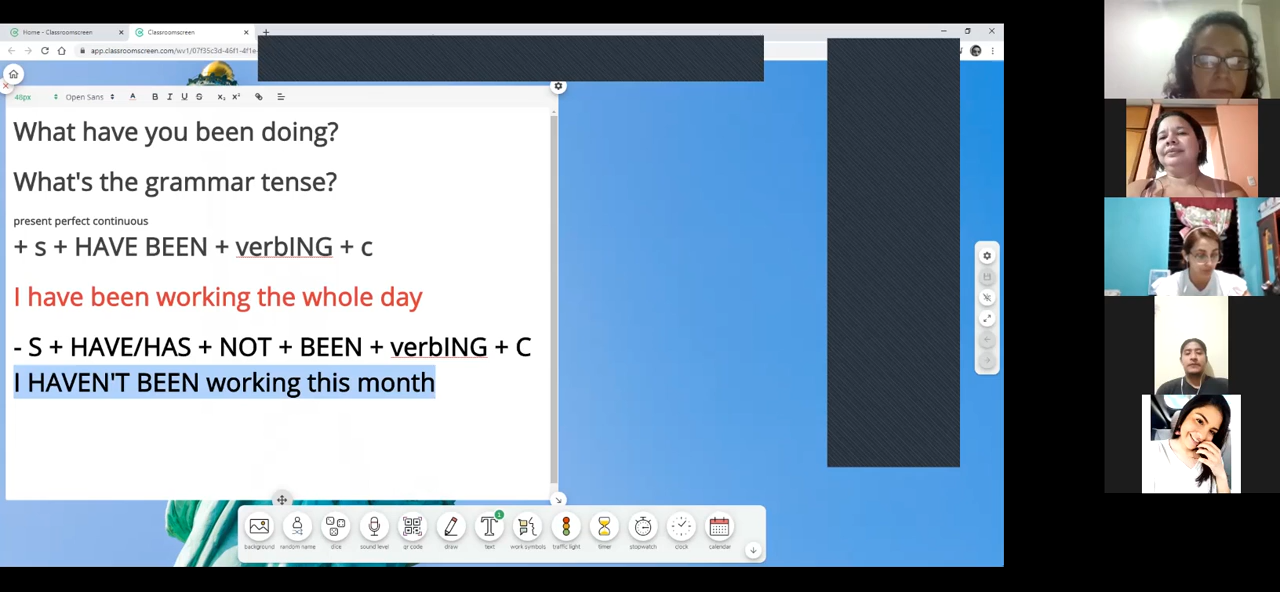 Home - Classroomscreen
Classroomscreen
48px
Open Sans
A
B I U S
What have you been doing?
What's the grammar tense?
present perfect continuous
+ s + HAVE BEEN + verbING + c
I have been working the whole day
- S + HAVE/HAS + NOT + BEEN + verbING + C
I HAVEN'T BEEN working this month
1
background random name dice sound level qr code draw text work symbols traffic light timer stopwatch clock calendar